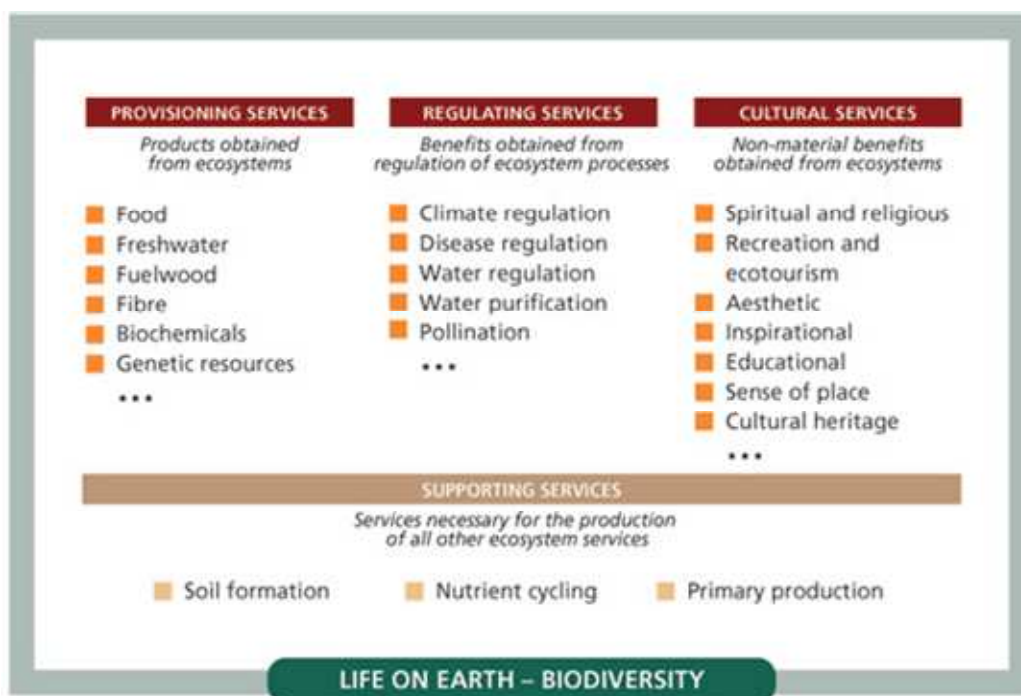 PROVISIONING SERVICES
Products obtained
from ecosystems
Food
Freshwater
Fuelwood
Fibre
Biochemicals
Genetic resources
...
REGULATING SERVICES
Benefits obtained from
regulation of ecosystem processes
Climate regulation
Disease regulation
Water regulation
Water purification
Pollination
...
CULTURAL SERVICES
Non-material benefits
obtained from ecosystems
Spiritual and religious
Recreation and
ecotourism
Aesthetic
Inspirational
Educational
Sense of place
Cultural heritage
...
SUPPORTING SERVICES
Services necessary for the production
of all other ecosystem services
Soil formation
Nutrient cycling
Primary production
LIFE ON EARTH – BIODIVERSITY